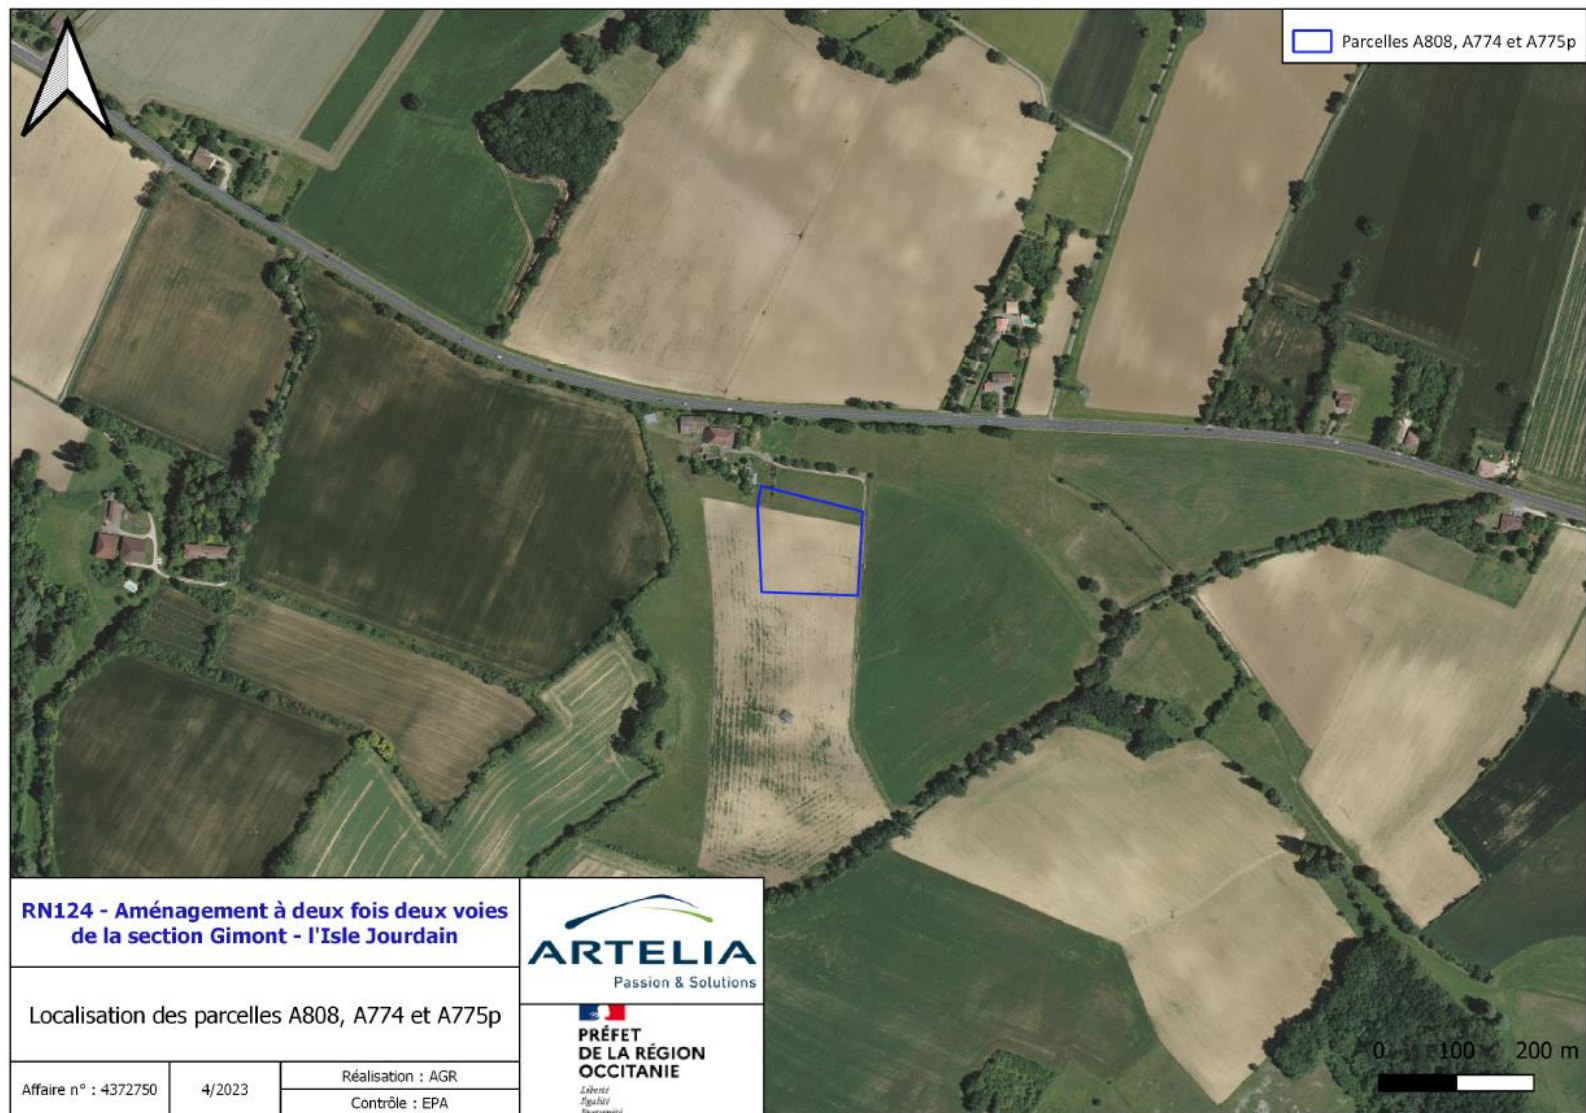 Parcelles A808, A774 et A775p
RN124 - Aménagement à deux fois deux voies
de la section Gimont - l'Isle Jourdain
Localisation des parcelles A808, A774 et A775p
Affaire n° : 4372750
4/2023
Réalisation : AGR
Contrôle : EPA
ARTELIA
Passion & Solutions
PRÉFET
DE LA RÉGION
OCCITANIE
Liberté
Égalité
Fraternité
0 100 200 m